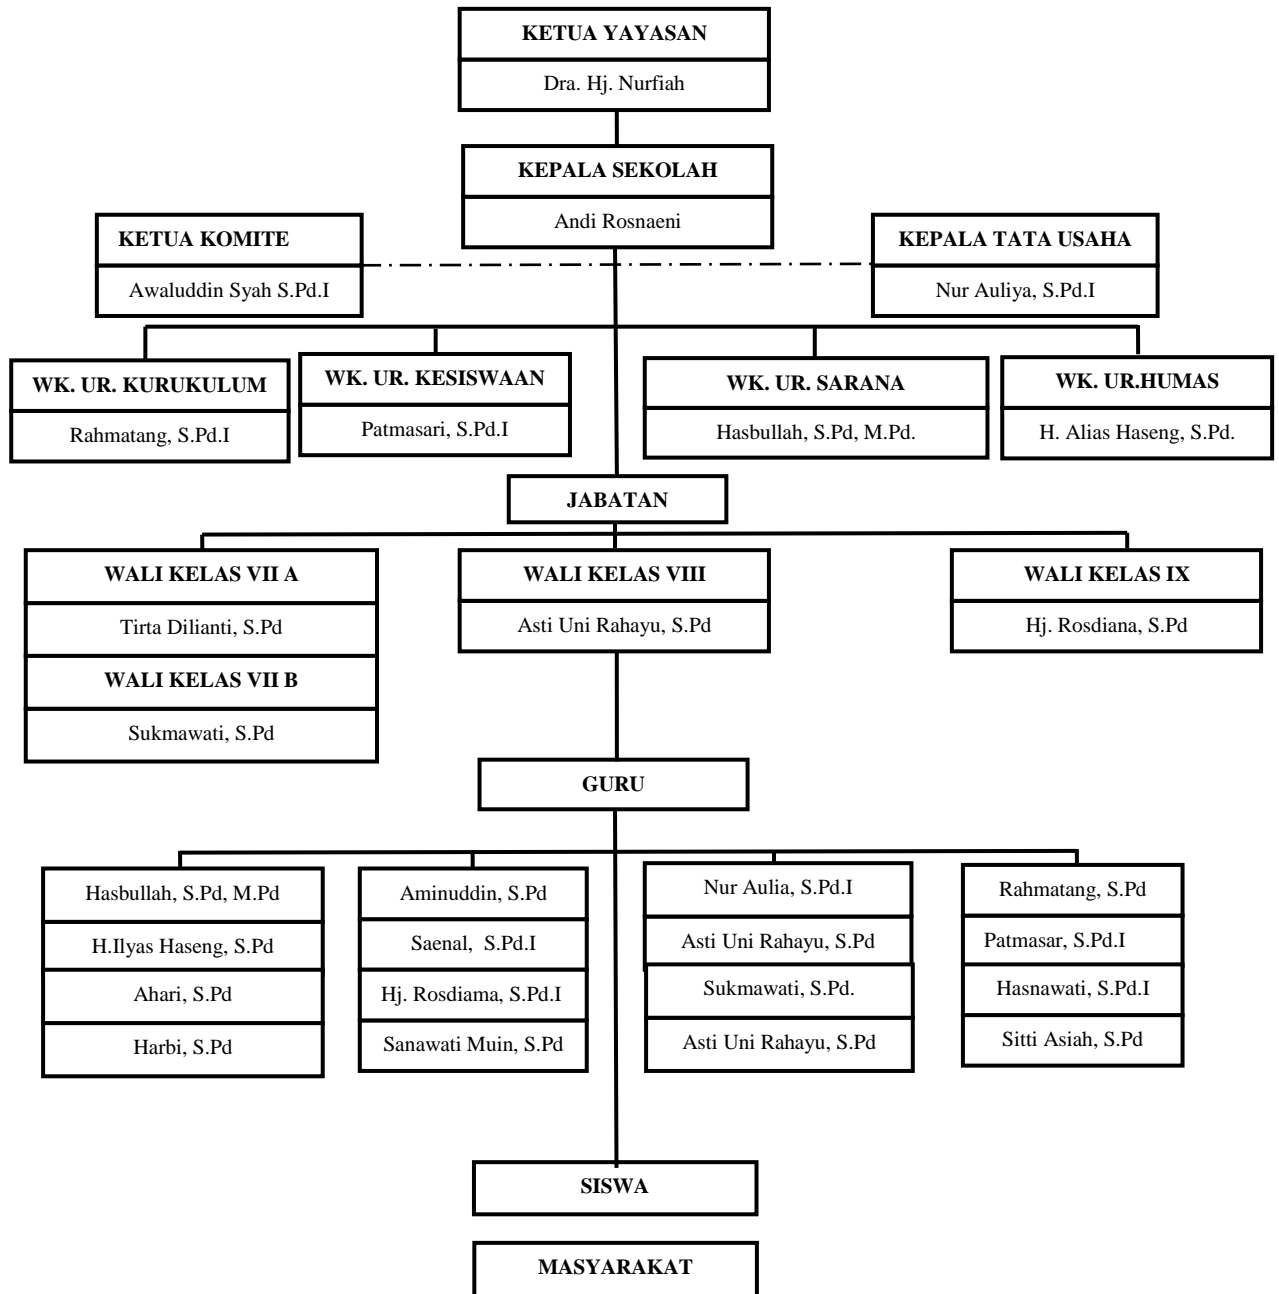 KETUA YAYASAN
Dra. Hj. Nurfiah
KEPALA SEKOLAH
Andi Rosnaeni
KETUA KOMITE
Awaluddin Syah S.Pd.I
KEPALA TATA USAHA
Nur Auliya, S.Pd.I
WK. UR. KURUKULUM
Rahmatang, S.Pd.I
WK. UR. KESISWAAN
Patmasari, S.Pd.I
WK. UR. SARANA
Hasbullah, S.Pd, M.Pd.
WK. UR.HUMAS
H. Alias Haseng, S.Pd.
JABATAN
WALI KELAS VII A
Tirta Dilianti, S.Pd
WALI KELAS VII B
Sukmawati, S.Pd
WALI KELAS VIII
Asti Uni Rahayu, S.Pd
WALI KELAS IX
Hj. Rosdiana, S.Pd
GURU
Hasbullah, S.Pd, M.Pd
H.Ilyas Haseng, S.Pd
Ahari, S.Pd
Harbi, S.Pd
Aminuddin, S.Pd
Saenal,  S.Pd.I
Hj. Rosdiama, S.Pd.I
Sanawati Muin, S.Pd
Nur Aulia, S.Pd.I
Asti Uni Rahayu, S.Pd
Sukmawati, S.Pd.
Asti Uni Rahayu, S.Pd
Rahmatang, S.Pd
Patmasar, S.Pd.I
Hasnawati, S.Pd.I
Sitti Asiah, S.Pd
SISWA
MASYARAKAT